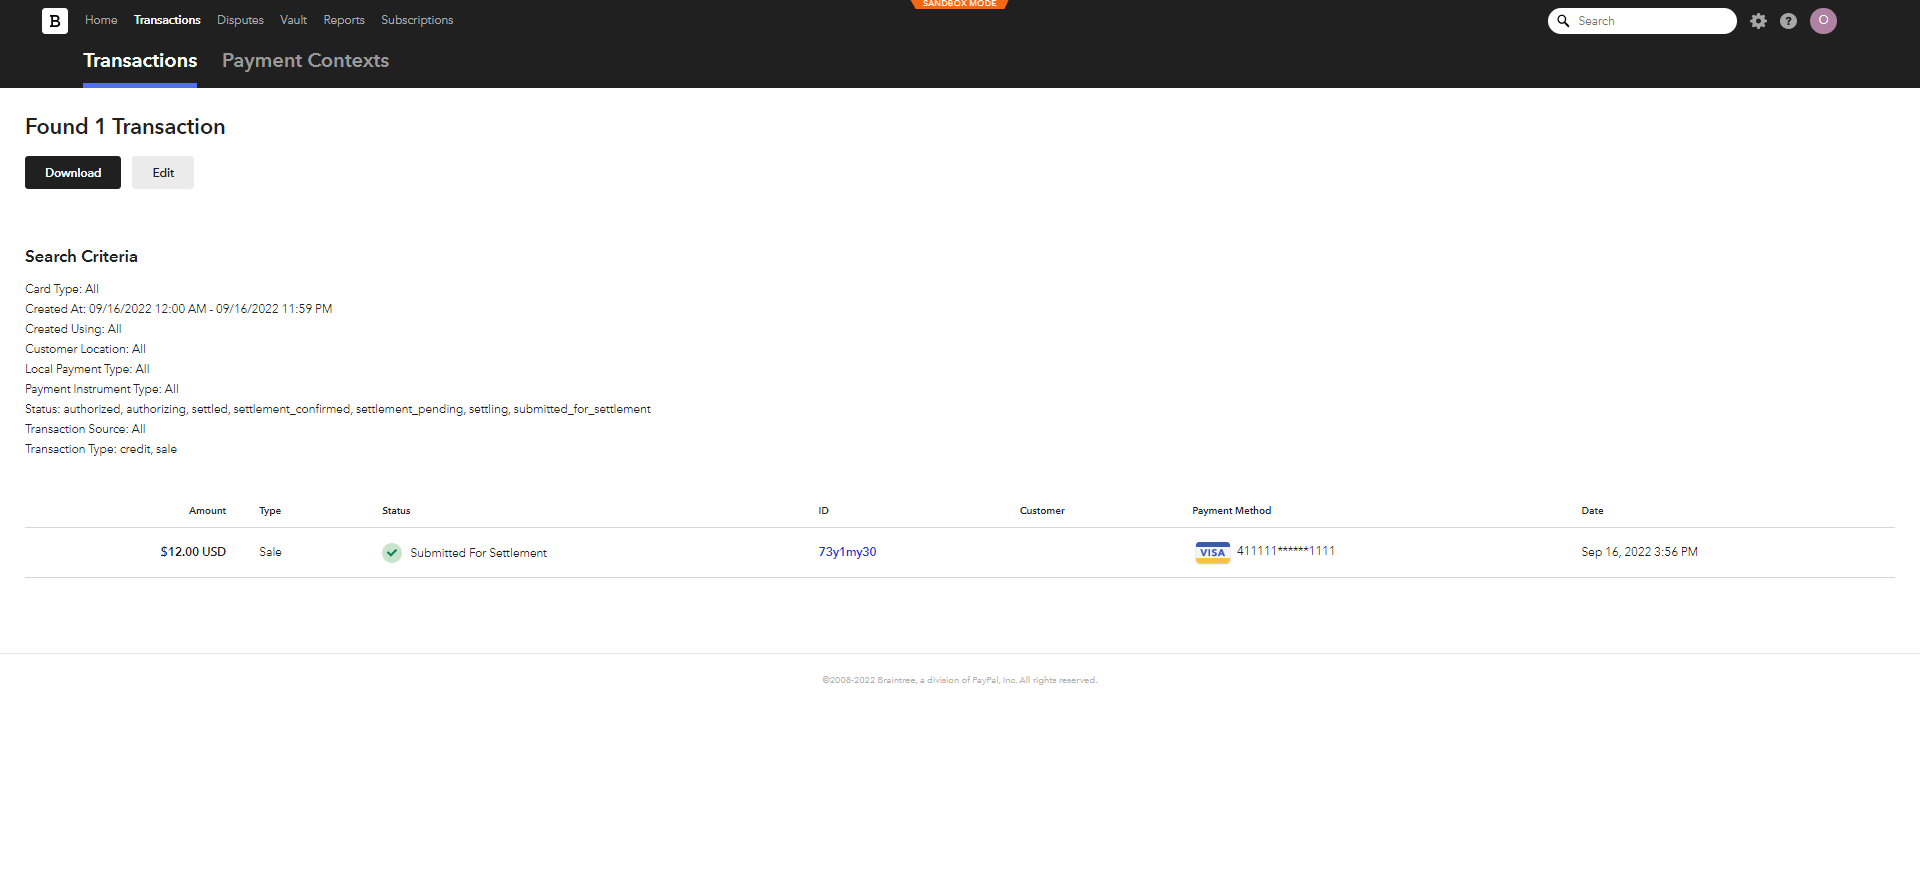 SANDBOX MODE
B Home Transactions Disputes Vault Reports Subscriptions Search ? O
Transactions Payment Contexts
Found 1 Transaction
Download Edit
Search Criteria
Card Type: All
Created At: 09/16/2022 12:00 AM - 09/16/2022 11:59 PM
Created Using: All
Customer Location: All
Local Payment Type: All
Payment Instrument Type: All
Status: authorized, authorizing, settled, settlement_confirmed, settlement_pending, settling, submitted_for_settlement
Transaction Source: All
Transaction Type: credit, sale
Amount Type Status ID Customer Payment Method Date
$12.00 USD Sale Submitted For Settlement 73y1my30 VISA 411111******1111 Sep 16, 2022 3:56 PM
©2008-2022 Braintree, a division of PayPal, Inc. All rights reserved.